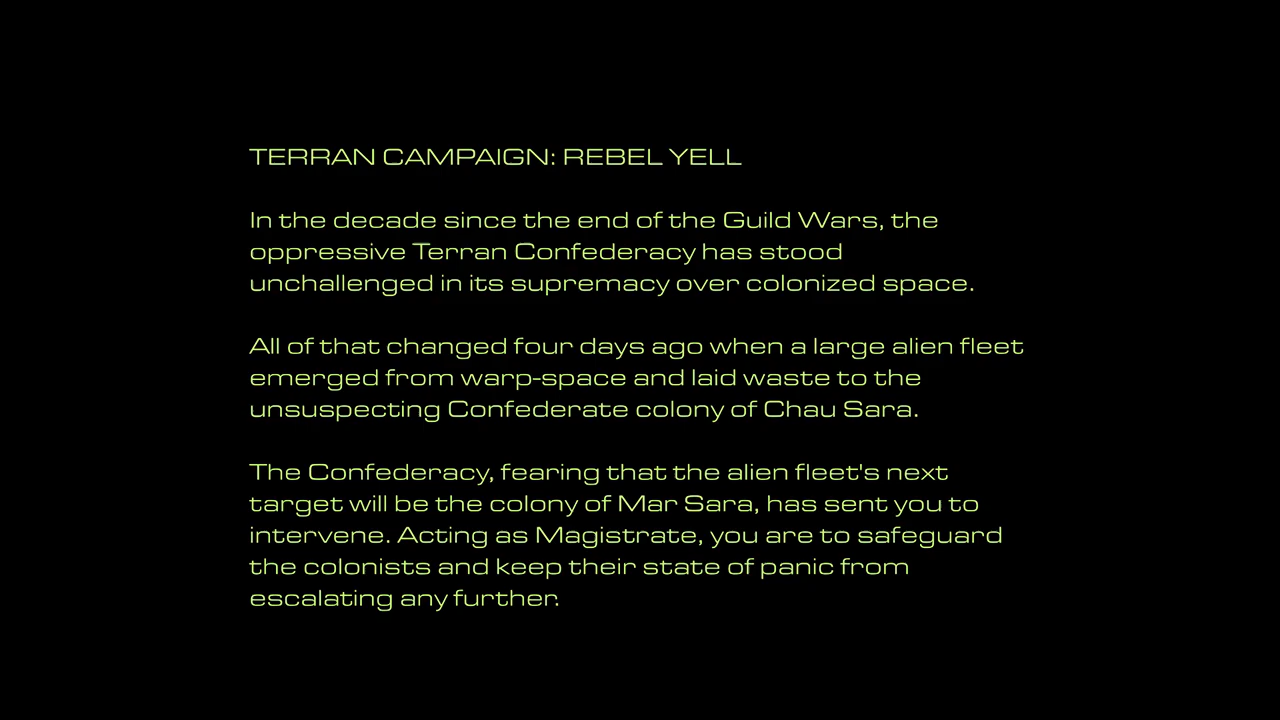 TERRAN CAMPAIGN: REBEL YELL
In the decade since the end of the Guild Wars, the
oppressive Terran Confederacy has stood
unchallenged in its supremacy over colonized space.
All of that changed four days ago when a large alien fleet
emerged from warp-space and laid waste to the
unsuspecting Confederate colony of Chau Sara.
The Confederacy, fearing that the alien fleet's next
target will be the colony of Mar Sara, has sent you to
intervene. Acting as Magistrate, you are to safeguard
the colonists and keep their state of panic from
escalating any further.